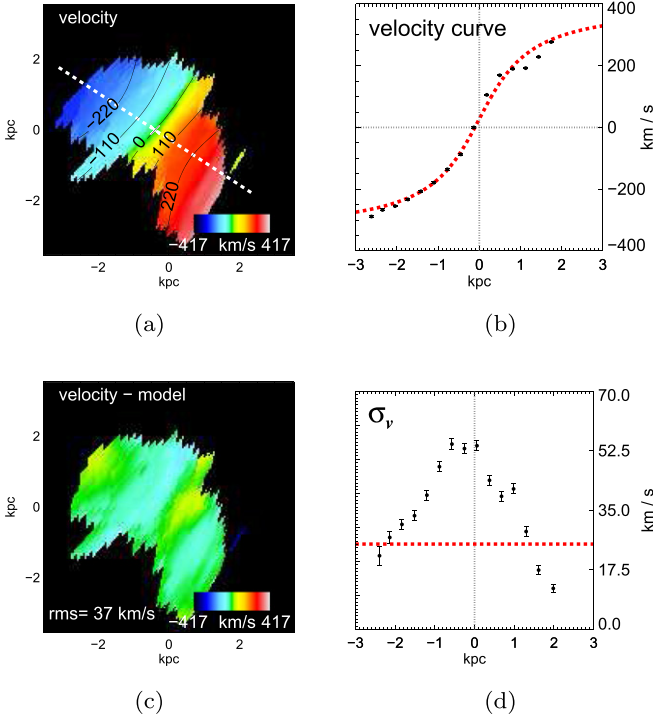 velocity
kpc
2
0
−2
−220
−110
0
110
220
−417 km/s 417
−2 0 2
kpc
(a)
velocity curve
400
200
0
−200
−400
km / s
−3 −2 −1 0 1 2 3
kpc
(b)
velocity − model
kpc
2
0
−2
rms= 37 km/s
−417 km/s 417
−2 0 2
kpc
(c)
σv
70.0
52.5
35.0
17.5
0.0
km / s
−3 −2 −1 0 1 2 3
kpc
(d)